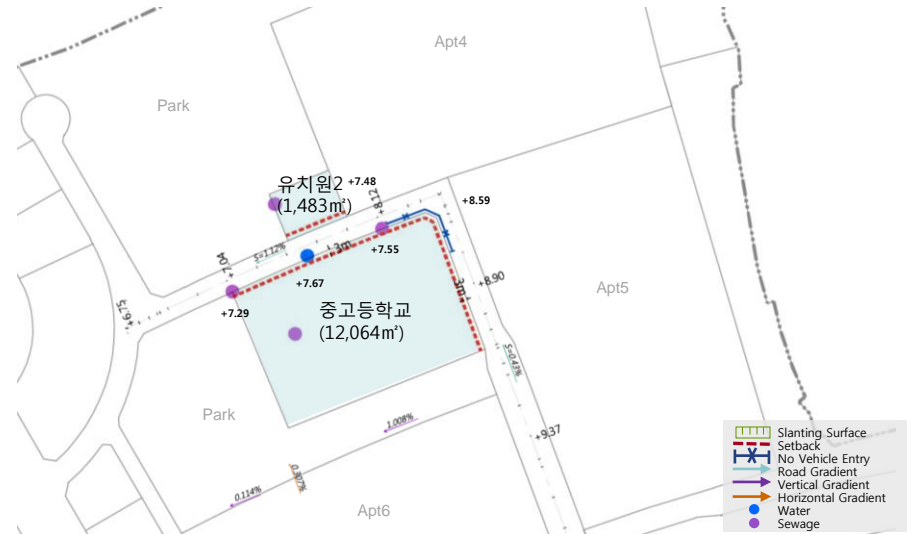 Apt4
Park
유치원2
(1,483㎡)
+7.48
+8.12
+8.59
3m
S=1.12%
+7.55
+7.04
+7.67
+8.90
3m
+7.29
+6.75
중고등학교
(12,064㎡)
Apt5
S=0.43%
Park
1.008%
+9.37
0.307%
0.114%
Apt6
Slanting Surface
Setback
No Vehicle Entry
Road Gradient
Vertical Gradient
Horizontal Gradient
Water
Sewage